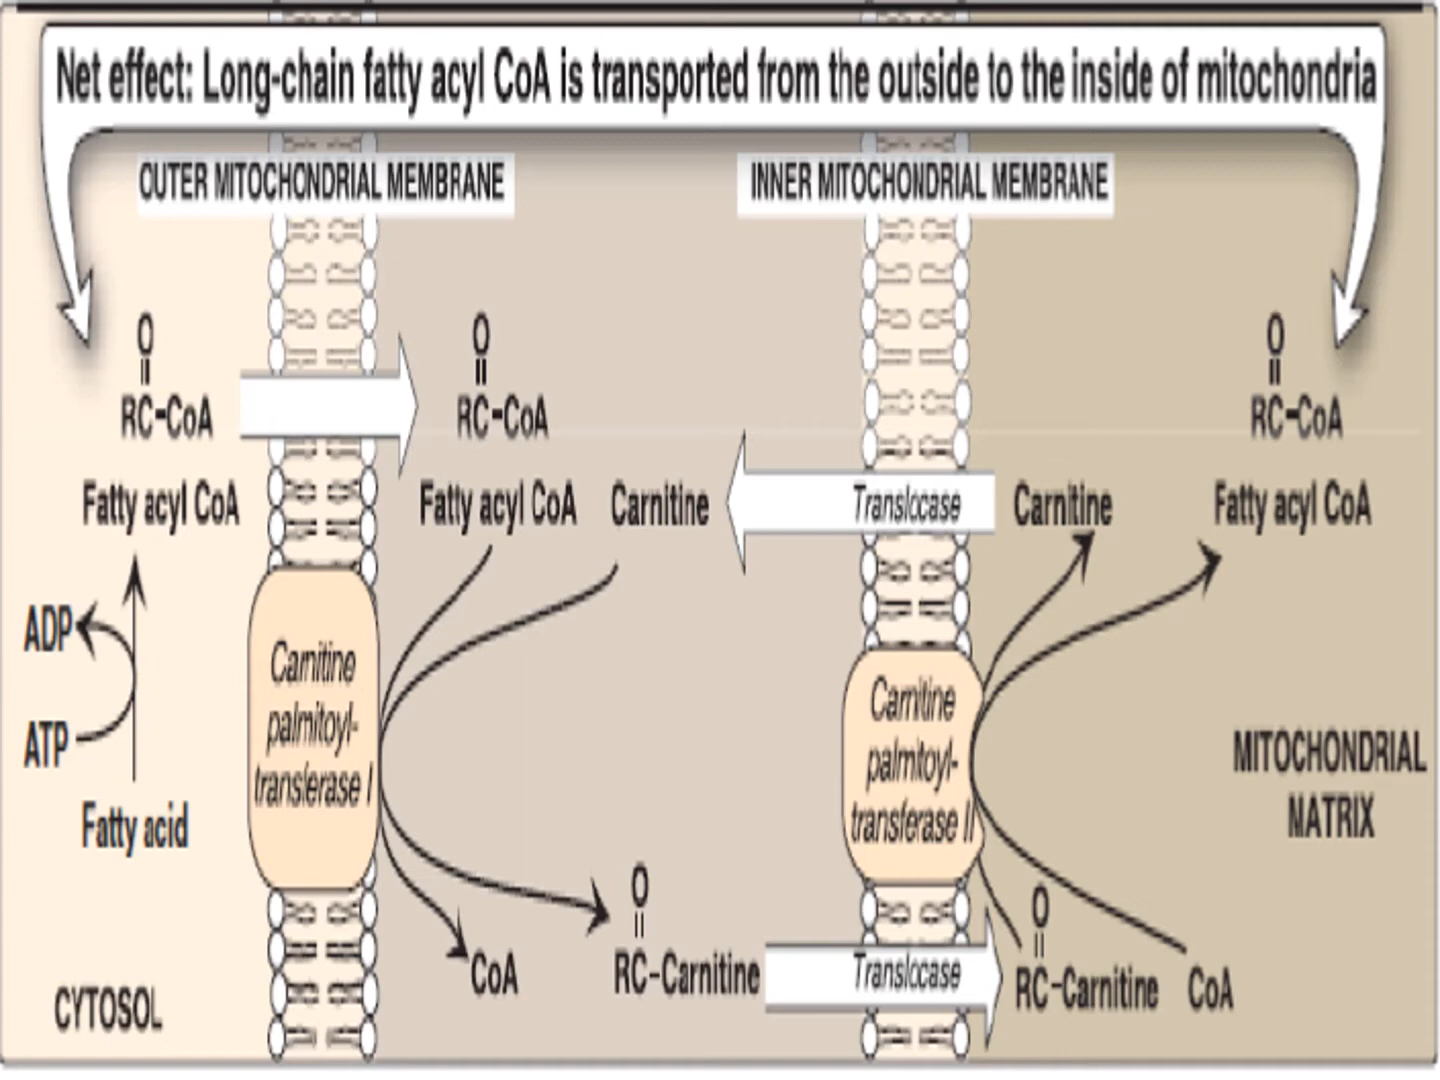 Net effect: Long-chain fatty acyl CoA is transported from the outside to the inside of mitochondria
OUTER MITOCHONDRIAL MEMBRANE
INNER MITOCHONDRIAL MEMBRANE
O
RC-CoA
Fatty acyl CoA
ADP
ATP
Fatty acid
CYTOSOL
O
RC-CoA
Fatty acyl CoA
Carnitine
Carnitine
palmitoyl-
transferase I
CoA
O
RC-Carnitine
Translocase
Translocase
Carnitine
palmitoyl-
transferase II
Carnitine
O
RC-CoA
Fatty acyl CoA
MITOCHONDRIAL
MATRIX
O
RC-Carnitine
CoA